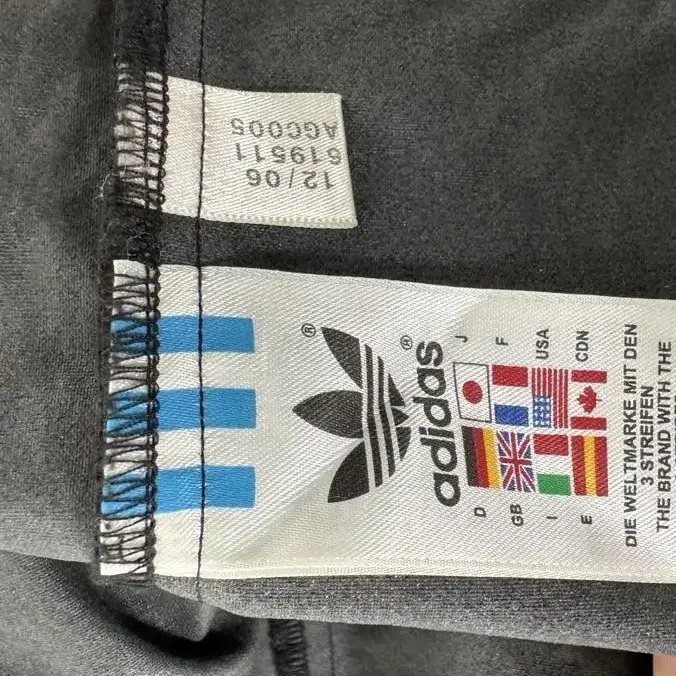 12/06
619511
AGC005
®
adidas®
J
F
USA
CDN
D
GB
I
E
DIE WELTMARKE MIT DEN
3 STREIFEN
THE BRAND WITH THE